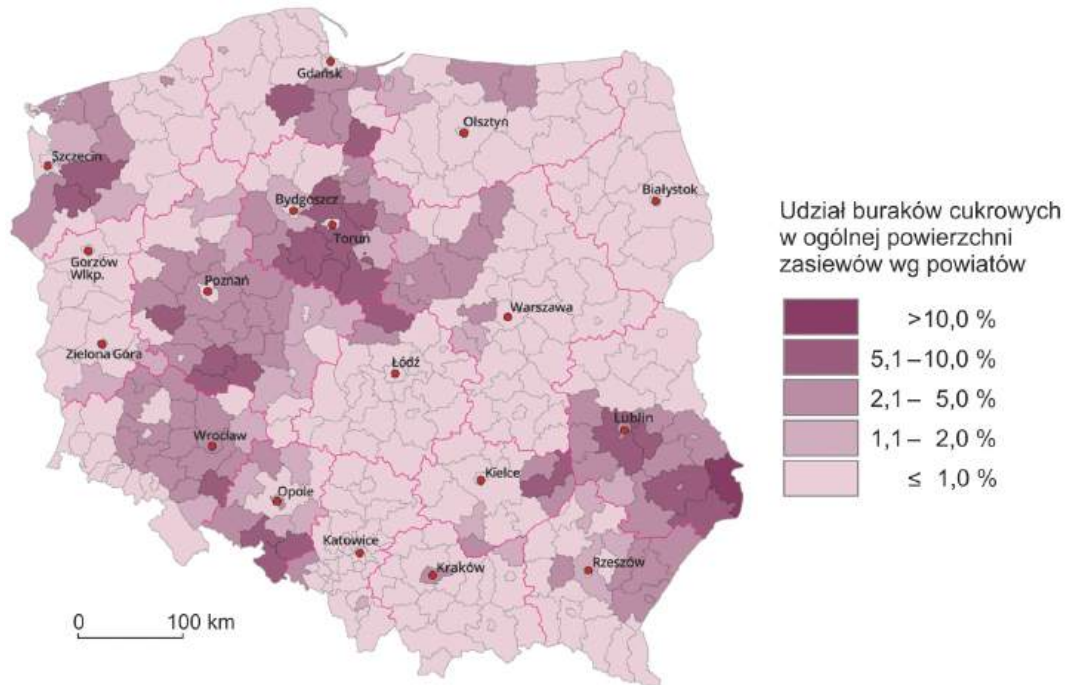 Gdańsk
Olsztyn
Szczecin
Białystok
Bydgoszcz
Toruń
Gorzów
Wlkp.
Poznań
Warszawa
Zielona Góra
Łódź
Lublin
Wrocław
Kielce
Opole
Katowice
Kraków
Rzeszów
0 100 km
Udział buraków cukrowych
w ogólnej powierzchni
zasiewów wg powiatów
>10,0 %
5,1–10,0 %
2,1– 5,0 %
1,1– 2,0 %
≤ 1,0 %